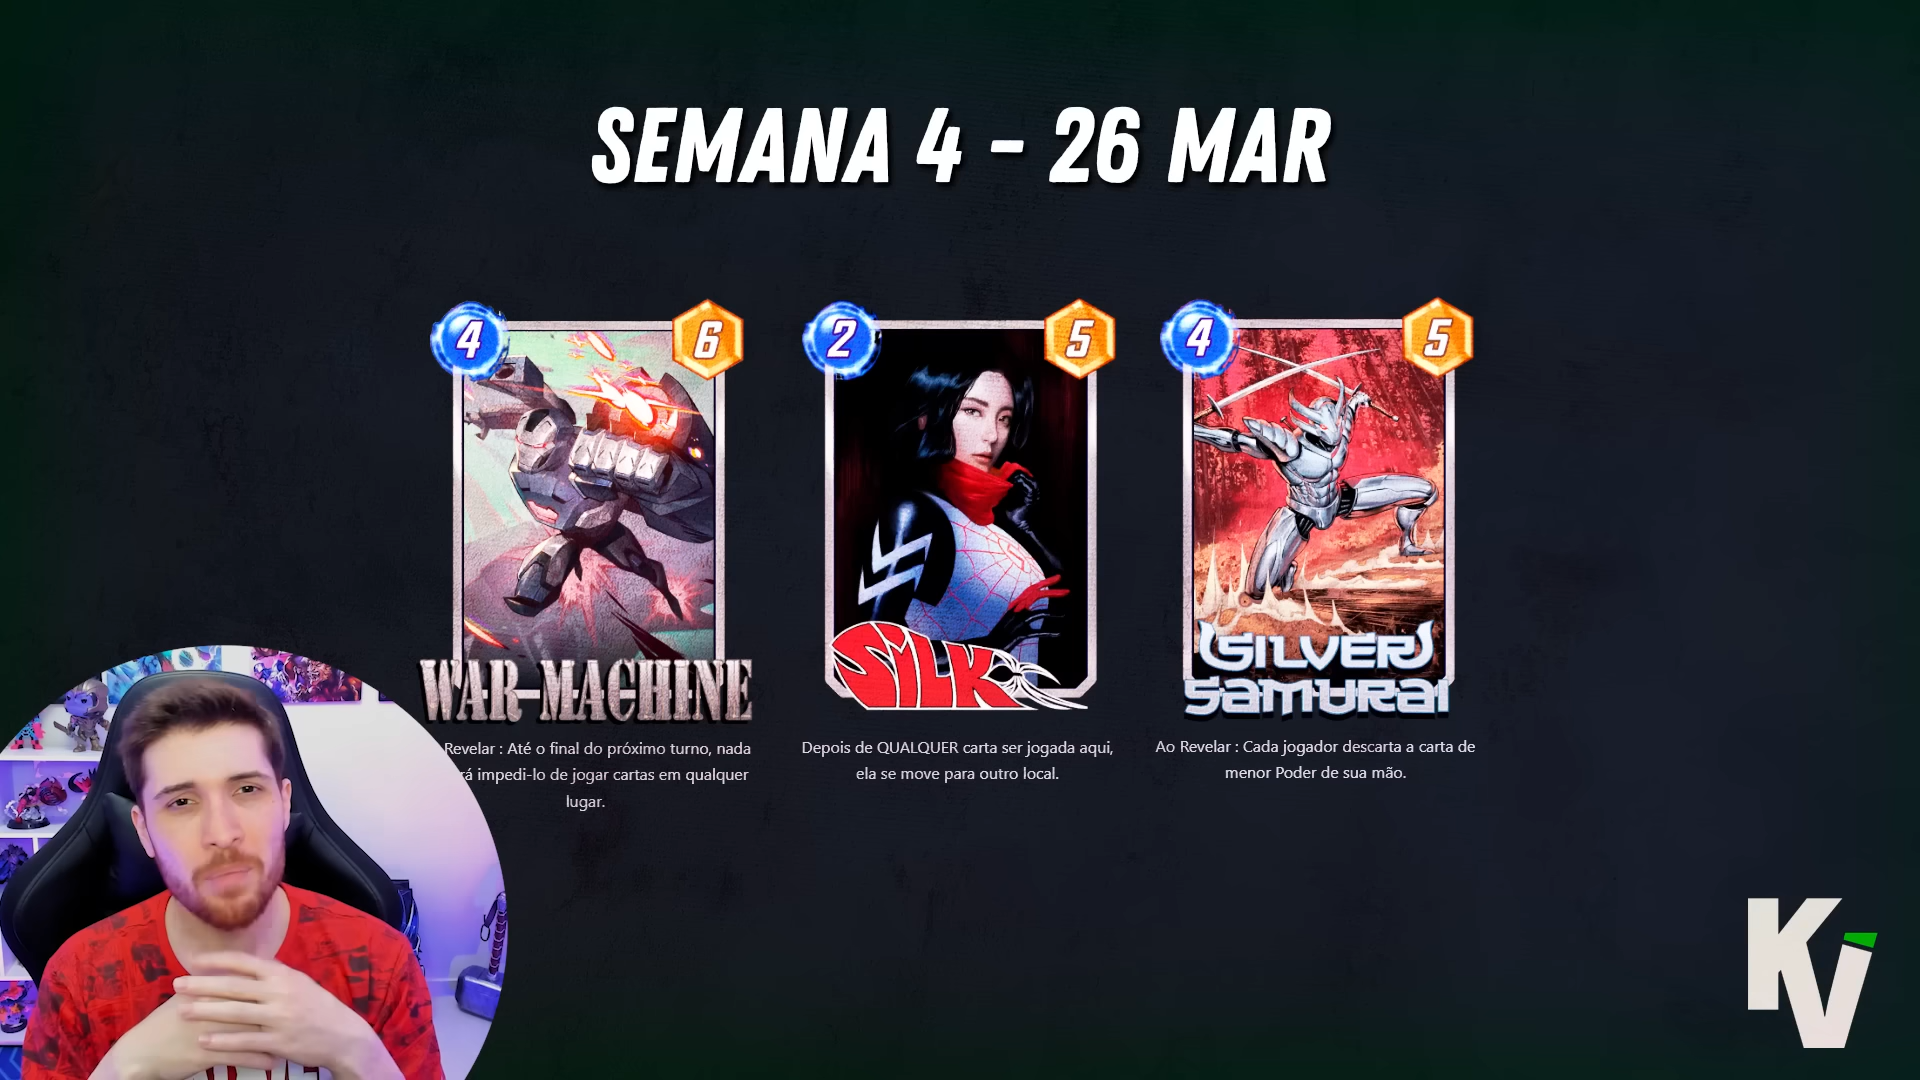 SEMANA 4 - 26 MAR
4 6 2 5 4 5
WAR MACHINE
SILK
SILVER
SAMURAI
Revelar : Até o final do próximo turno, nada
impedi-lo de jogar cartas em qualquer
lugar.
Depois de QUALQUER carta ser jogada aqui,
ela se move para outro local.
Ao Revelar : Cada jogador descarta a carta de
menor Poder de sua mão.
KV